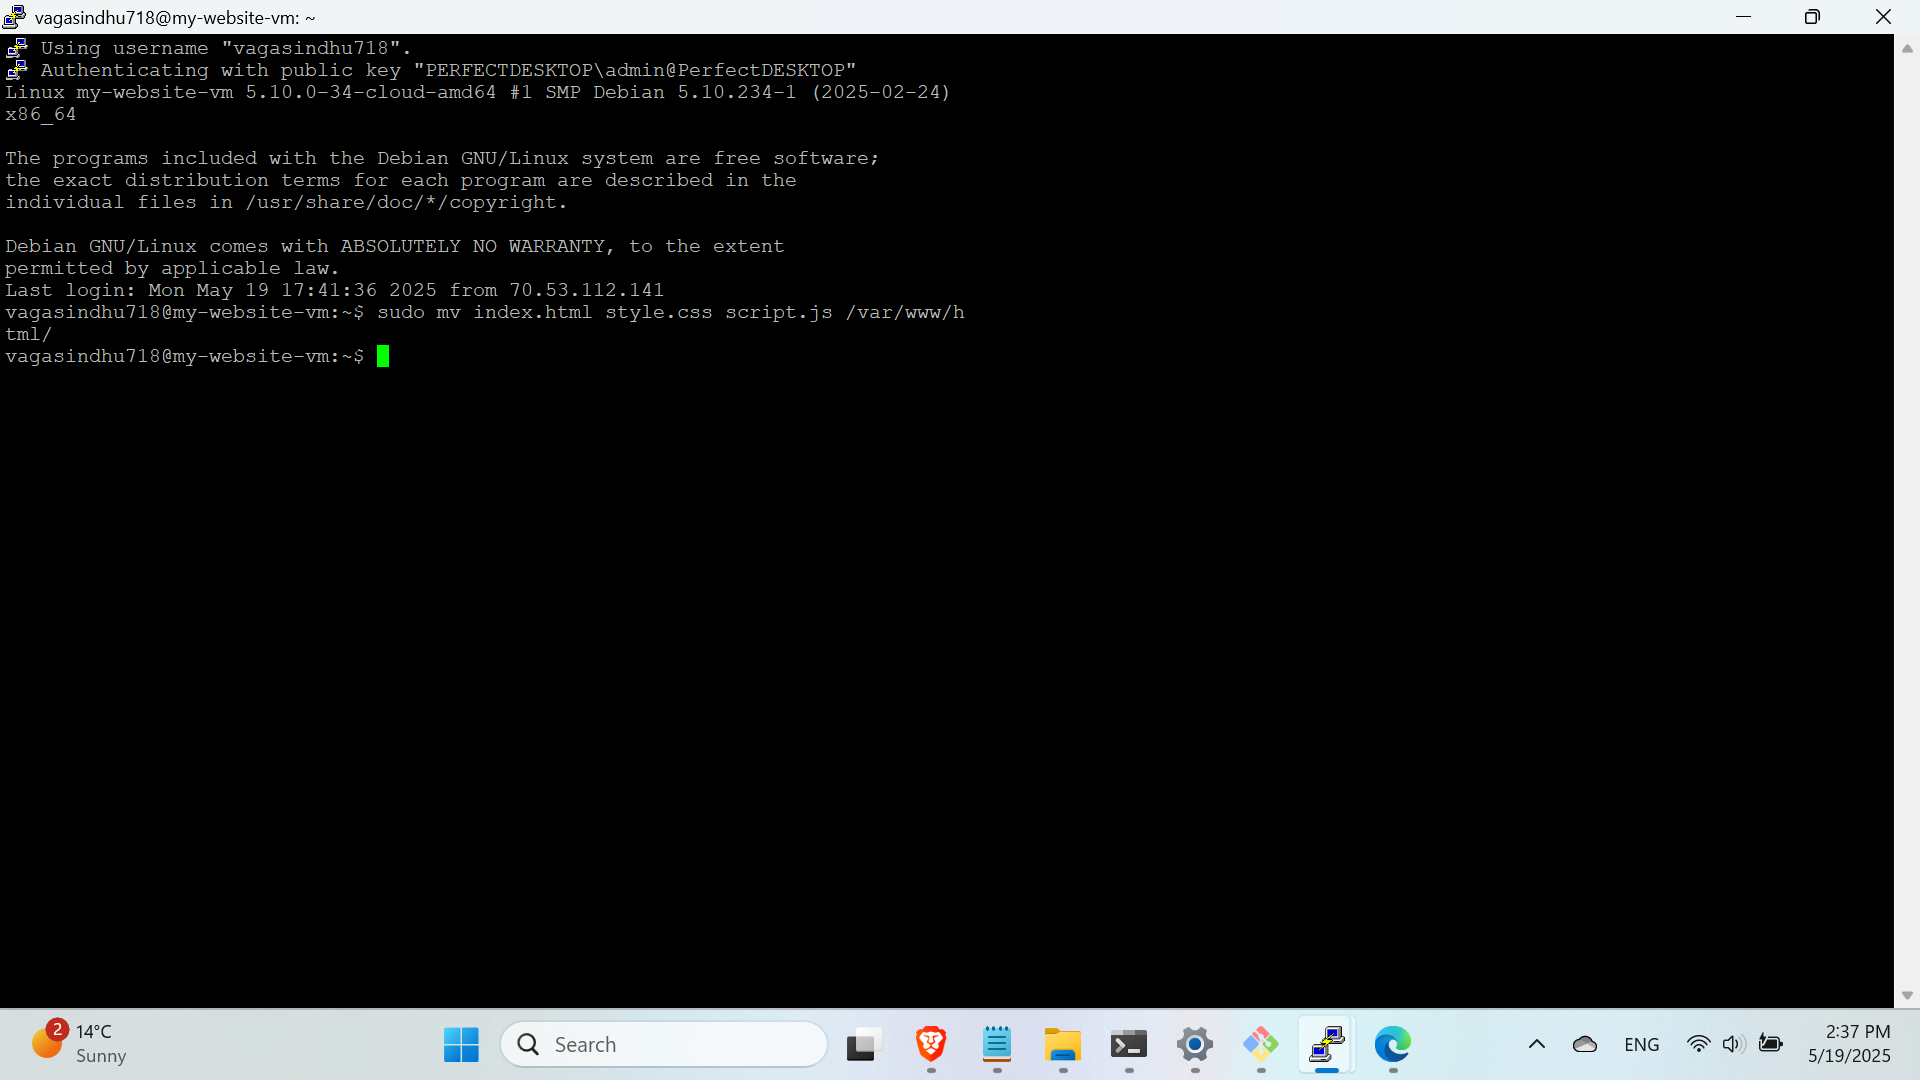 vagasindhu718@my-website-vm: ~
Using username "vagasindhu718".
Authenticating with public key "PERFECTDESKTOP\admin@PerfectDESKTOP"
Linux my-website-vm 5.10.0-34-cloud-amd64 #1 SMP Debian 5.10.234-1 (2025-02-24)
x86_64
The programs included with the Debian GNU/Linux system are free software;
the exact distribution terms for each program are described in the
individual files in /usr/share/doc/*/copyright.
Debian GNU/Linux comes with ABSOLUTELY NO WARRANTY, to the extent
permitted by applicable law.
Last login: Mon May 19 17:41:36 2025 from 70.53.112.141
vagasindhu718@my-website-vm:~$ sudo mv index.html style.css script.js /var/www/h
tml/
vagasindhu718@my-website-vm:~$
2
14°C
Sunny
Search
ENG
2:37 PM
5/19/2025